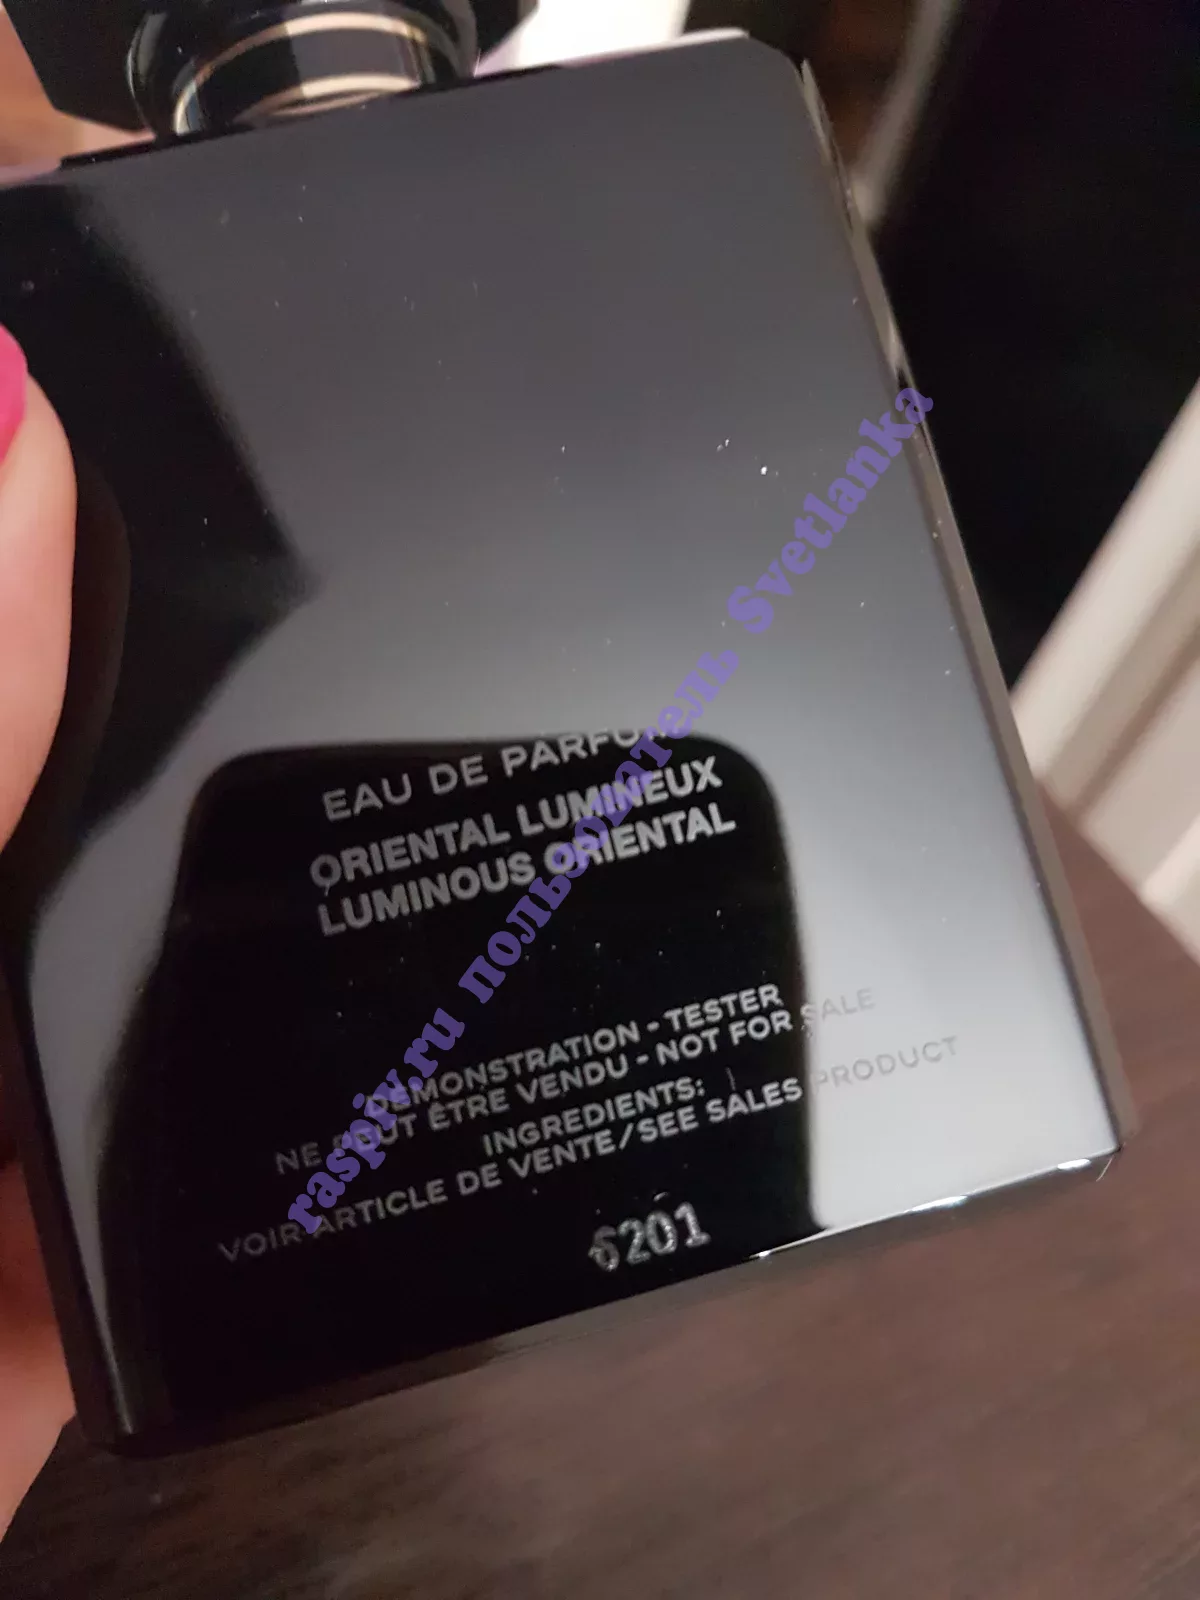 EAU DE PARFUM
ORIENTAL LUMINEUX
LUMINOUS ORIENTAL
DÉMONSTRATION - TESTER
NE PEUT ÊTRE VENDU - NOT FOR SALE
INGREDIENTS:
VOIR ARTICLE DE VENTE/SEE SALES PRODUCT
6201
raspiv.ru пользователь Svetlanka